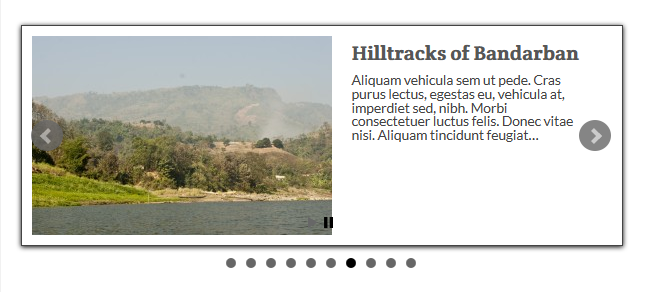 Hilltracks of Bandarban
Aliquam vehicula sem ut pede. Cras
purus lectus, egestas eu, vehicula at,
imperdiet sed, nibh. Morbi
consectetuer luctus felis. Donec vitae
nisi. Aliquam tincidunt feugiat...